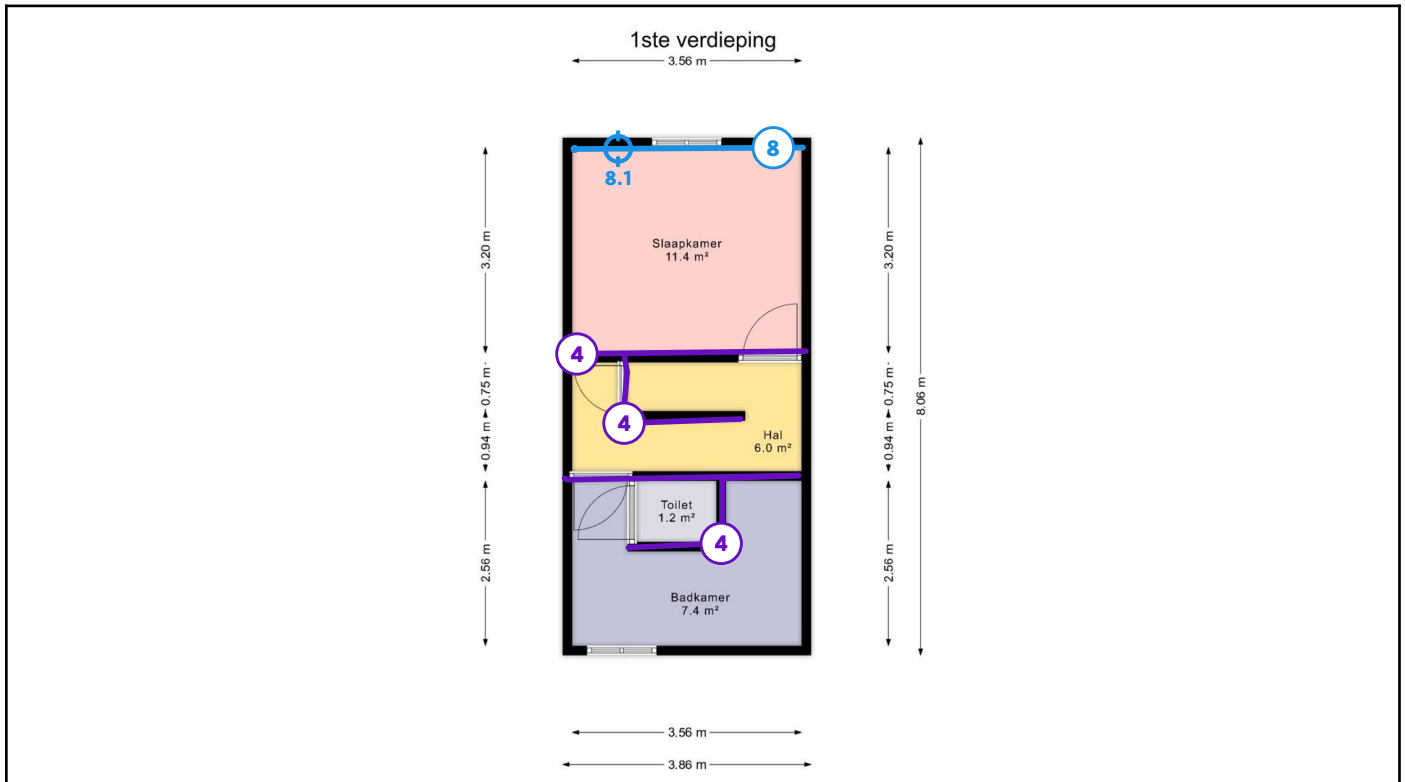 1ste verdieping
3.56 m
8
8.1
3.20 m
Slaapkamer
11.4 m²
3.20 m
4
0.75 m
0.75 m
4
8.06 m
0.94 m
Hal
6.0 m²
0.94 m
Toilet
1.2 m²
4
2.56 m
2.56 m
Badkamer
7.4 m²
3.56 m
3.86 m